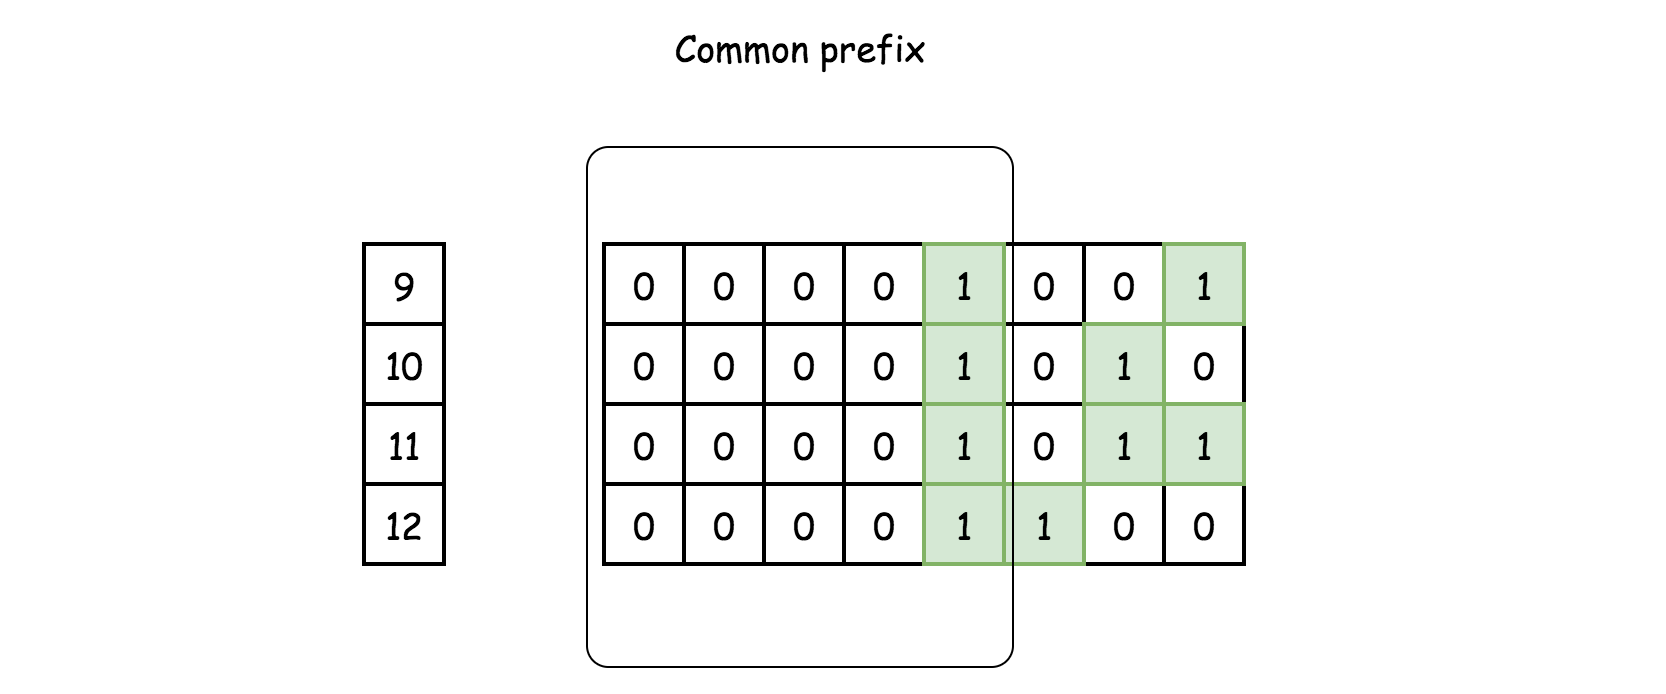 Common prefix
9 0 0 0 0 1 0 0 1
10 0 0 0 0 1 0 1 0
11 0 0 0 0 1 0 1 1
12 0 0 0 0 1 1 0 0